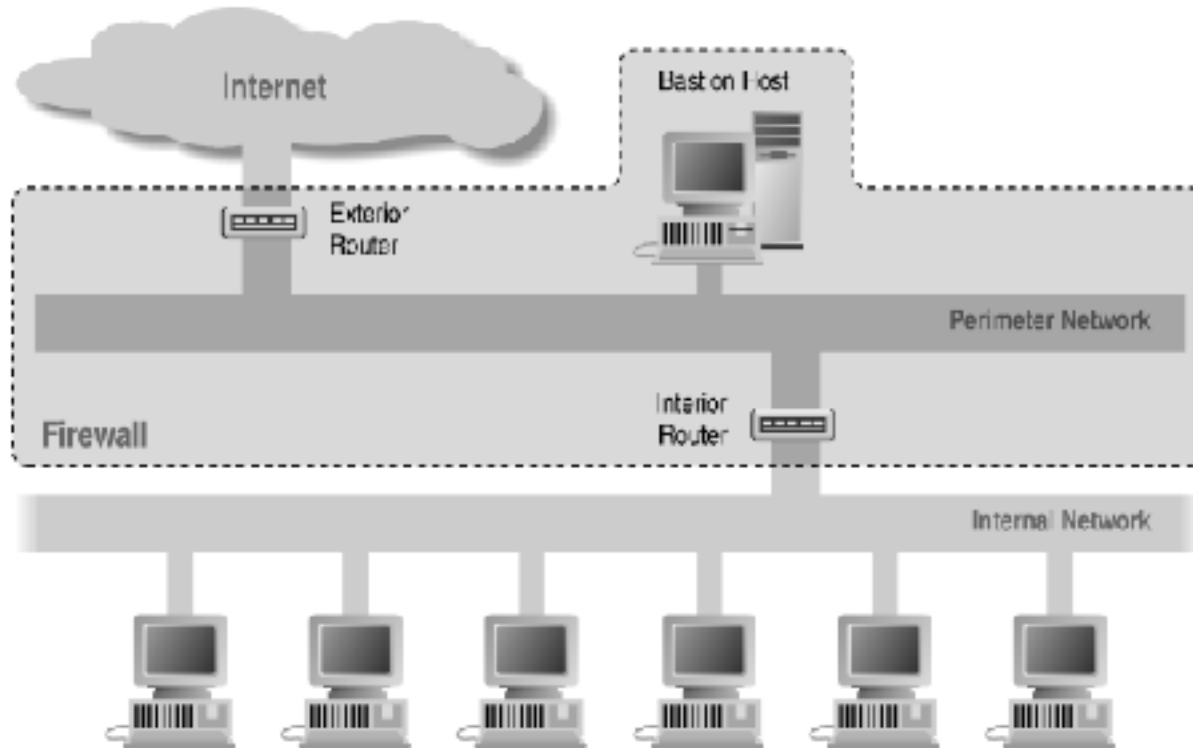 Internet
Bastion Host
Exterior
Router
Perimeter Network
Interior
Router
Firewall
Internal Network